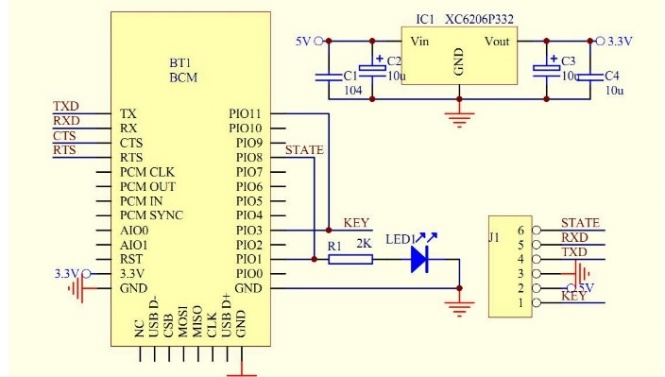 IC1 XC6206P332
5V
Vin
Vout
3.3V
GND
C1
104
C2
10u
C3
10u
C4
10u
BT1
BCM
TXD
RXD
CTS
RTS
TX
RX
CTS
RTS
PCM CLK
PCM OUT
PCM IN
PCM SYNC
AIO0
AIO1
RST
3.3V
GND
3.3V
PIO11
PIO10
PIO9
PIO8
PIO7
PIO6
PIO5
PIO4
PIO3
PIO2
PIO1
PIO0
GND
NC
USB D-
CSB
MOSI
MISO
CLK
USB D+
GND
STATE
KEY
R1 2K
LED1
J1
6 STATE
5 RXD
4 TXD
3
2 5V
1 KEY